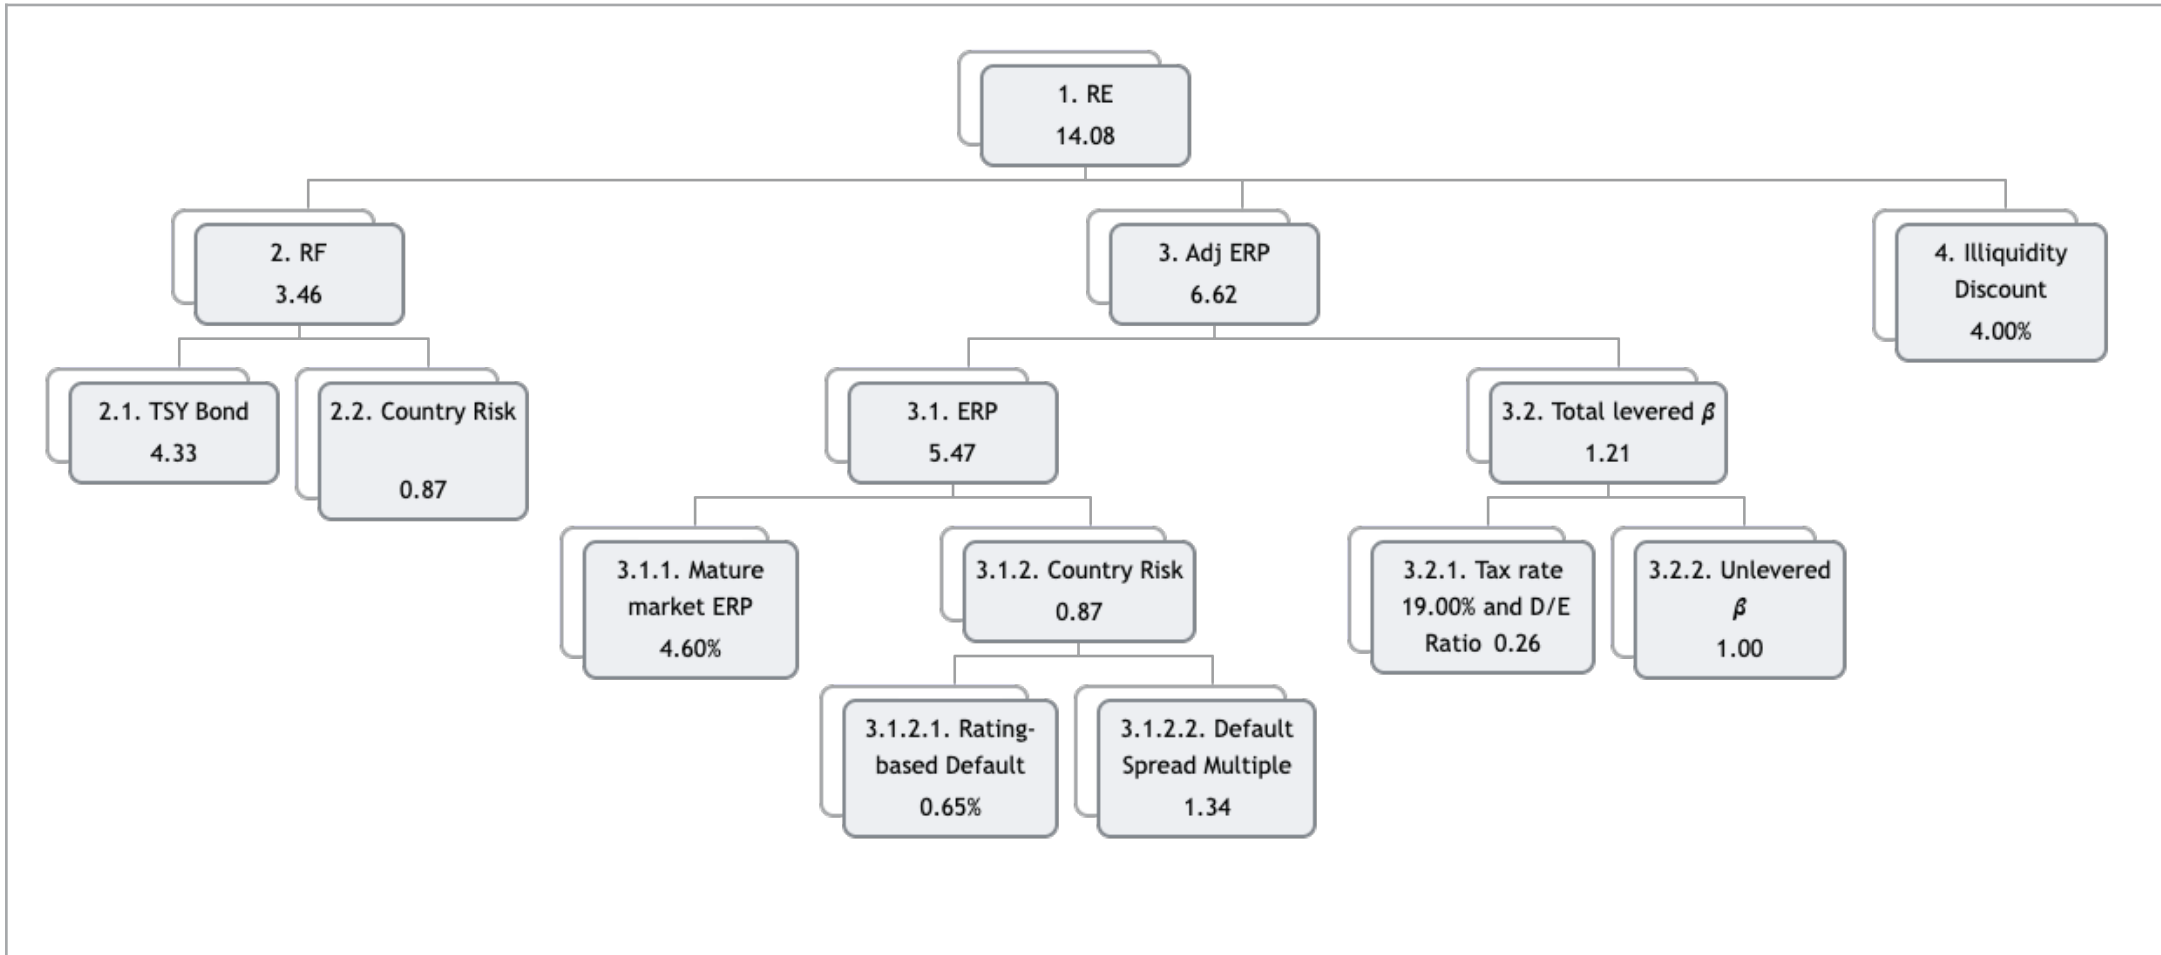 1. RE
14.08
2. RF
3.46
3. Adj ERP
6.62
4. Illiquidity
Discount
4.00%
2.1. TSY Bond
4.33
2.2. Country Risk
0.87
3.1. ERP
5.47
3.2. Total levered β
1.21
3.1.1. Mature
market ERP
4.60%
3.1.2. Country Risk
0.87
3.2.1. Tax rate
19.00% and D/E
Ratio 0.26
3.2.2. Unlevered
β
1.00
3.1.2.1. Rating-
based Default
0.65%
3.1.2.2. Default
Spread Multiple
1.34